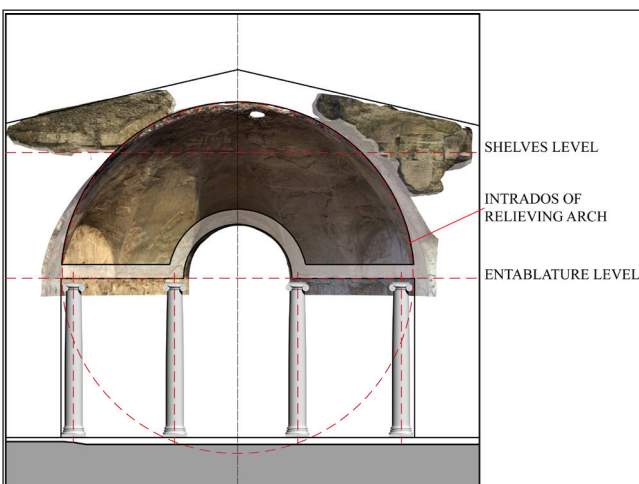 SHELVES LEVEL
INTRADOS OF
RELIEVING ARCH
ENTABLATURE LEVEL